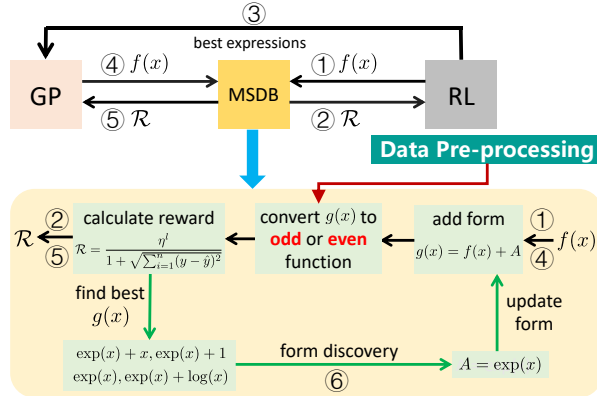 ③
best expressions
④ f(x)
① f(x)
GP
MSDB
RL
⑤ R
② R
Data Pre-processing
calculate reward
R = η^l / (1 + √(∑_{i=1}^{n}(y − ŷ)^2))
convert g(x) to
odd or even
function
add form
g(x) = f(x) + A
②
R
⑤
①
f(x)
④
find best
g(x)
update
form
exp(x) + x, exp(x) + 1
exp(x), exp(x) + log(x)
form discovery
⑥
A = exp(x)